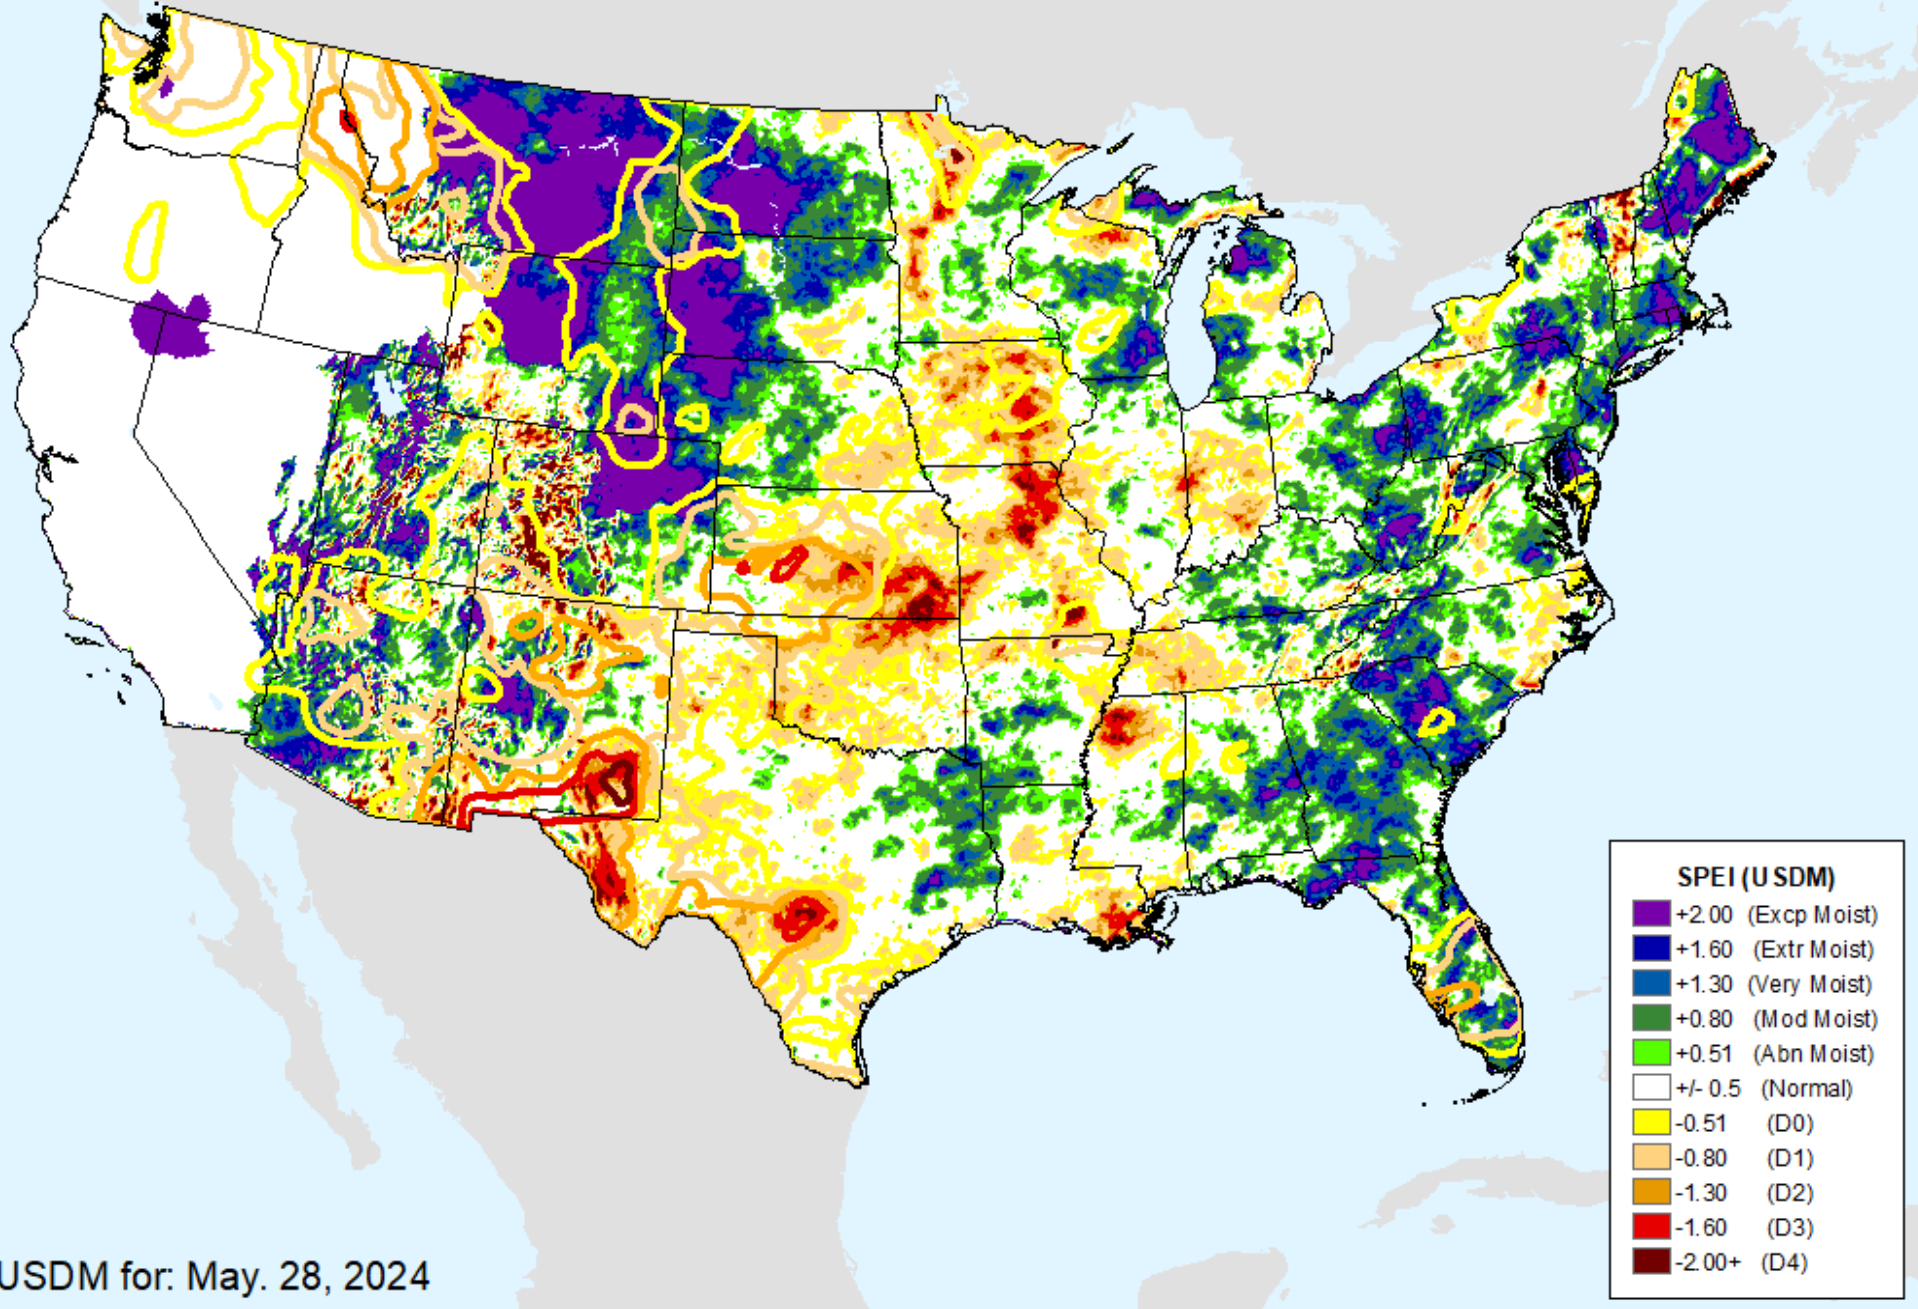 SPEI (USDM)
+2.00 (Excp Moist)
+1.60 (Extr Moist)
+1.30 (Very Moist)
+0.80 (Mod Moist)
+0.51 (Abn Moist)
+/- 0.5 (Normal)
-0.51 (D0)
-0.80 (D1)
-1.30 (D2)
-1.60 (D3)
-2.00+ (D4)
USDM for: May. 28, 2024